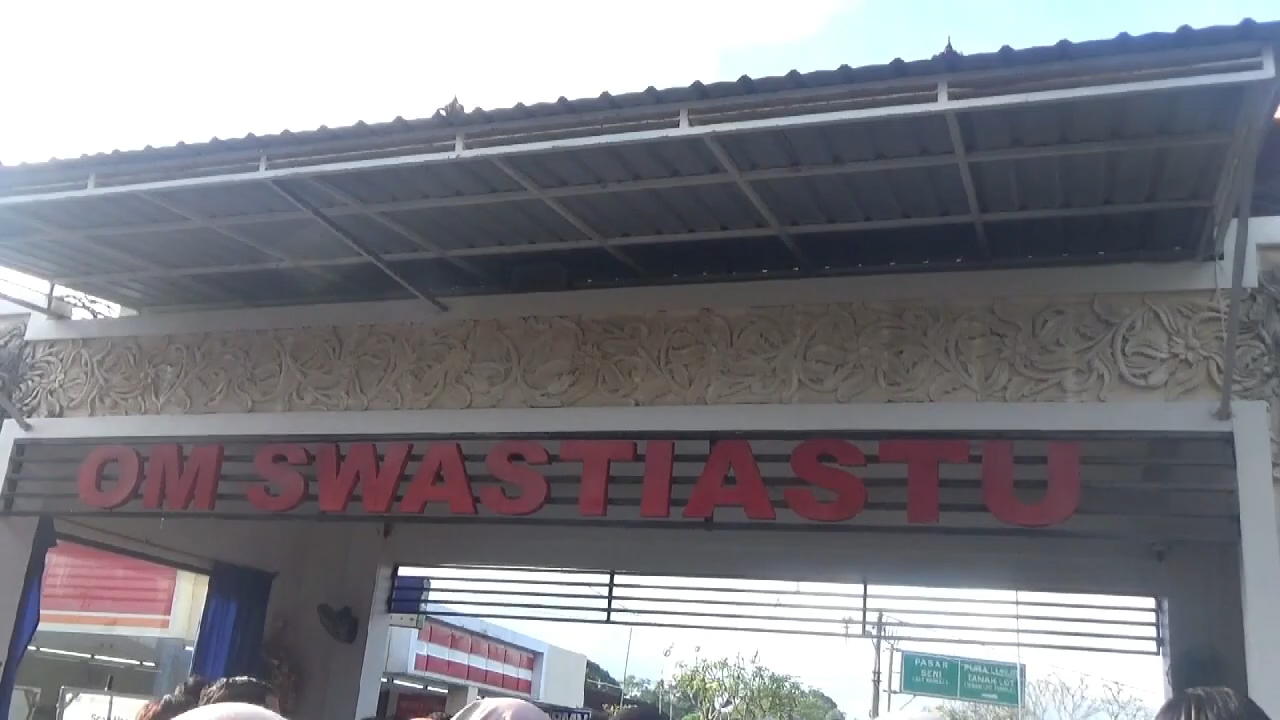 OM SWASTIASTU
PASAR
SENI
PURA LUHUR
TANAH LOT